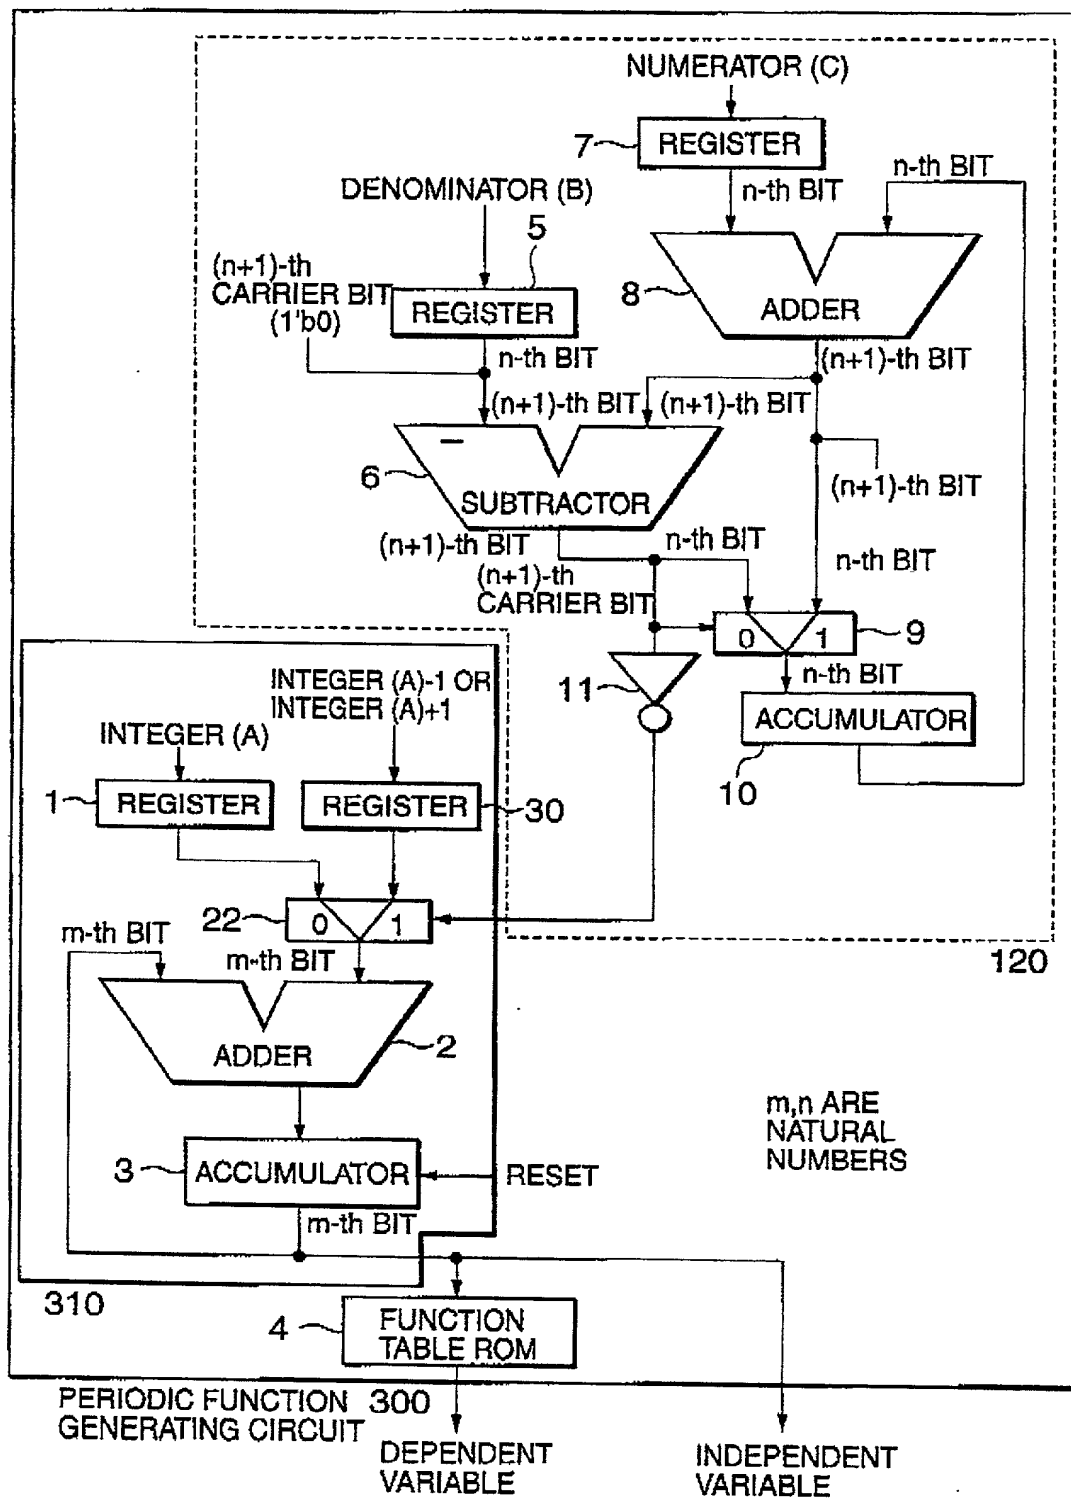 NUMERATOR (C)
7
REGISTER
n-th BIT
n-th BIT
DENOMINATOR (B)
5
(n+1)-th
CARRIER BIT
(1'b0)
REGISTER
8
ADDER
n-th BIT
(n+1)-th BIT
(n+1)-th BIT
(n+1)-th BIT
–
6
SUBTRACTOR
(n+1)-th BIT
(n+1)-th BIT
n-th BIT
(n+1)-th
CARRIER BIT
n-th BIT
0 1
9
11
n-th BIT
ACCUMULATOR
10
INTEGER (A)-1 OR
INTEGER (A)+1
INTEGER (A)
1
REGISTER
REGISTER
30
22
0 1
m-th BIT
m-th BIT
120
ADDER
2
m,n ARE
NATURAL
NUMBERS
3
ACCUMULATOR
RESET
m-th BIT
310
4
FUNCTION
TABLE ROM
PERIODIC FUNCTION 300
GENERATING CIRCUIT
DEPENDENT
VARIABLE
INDEPENDENT
VARIABLE